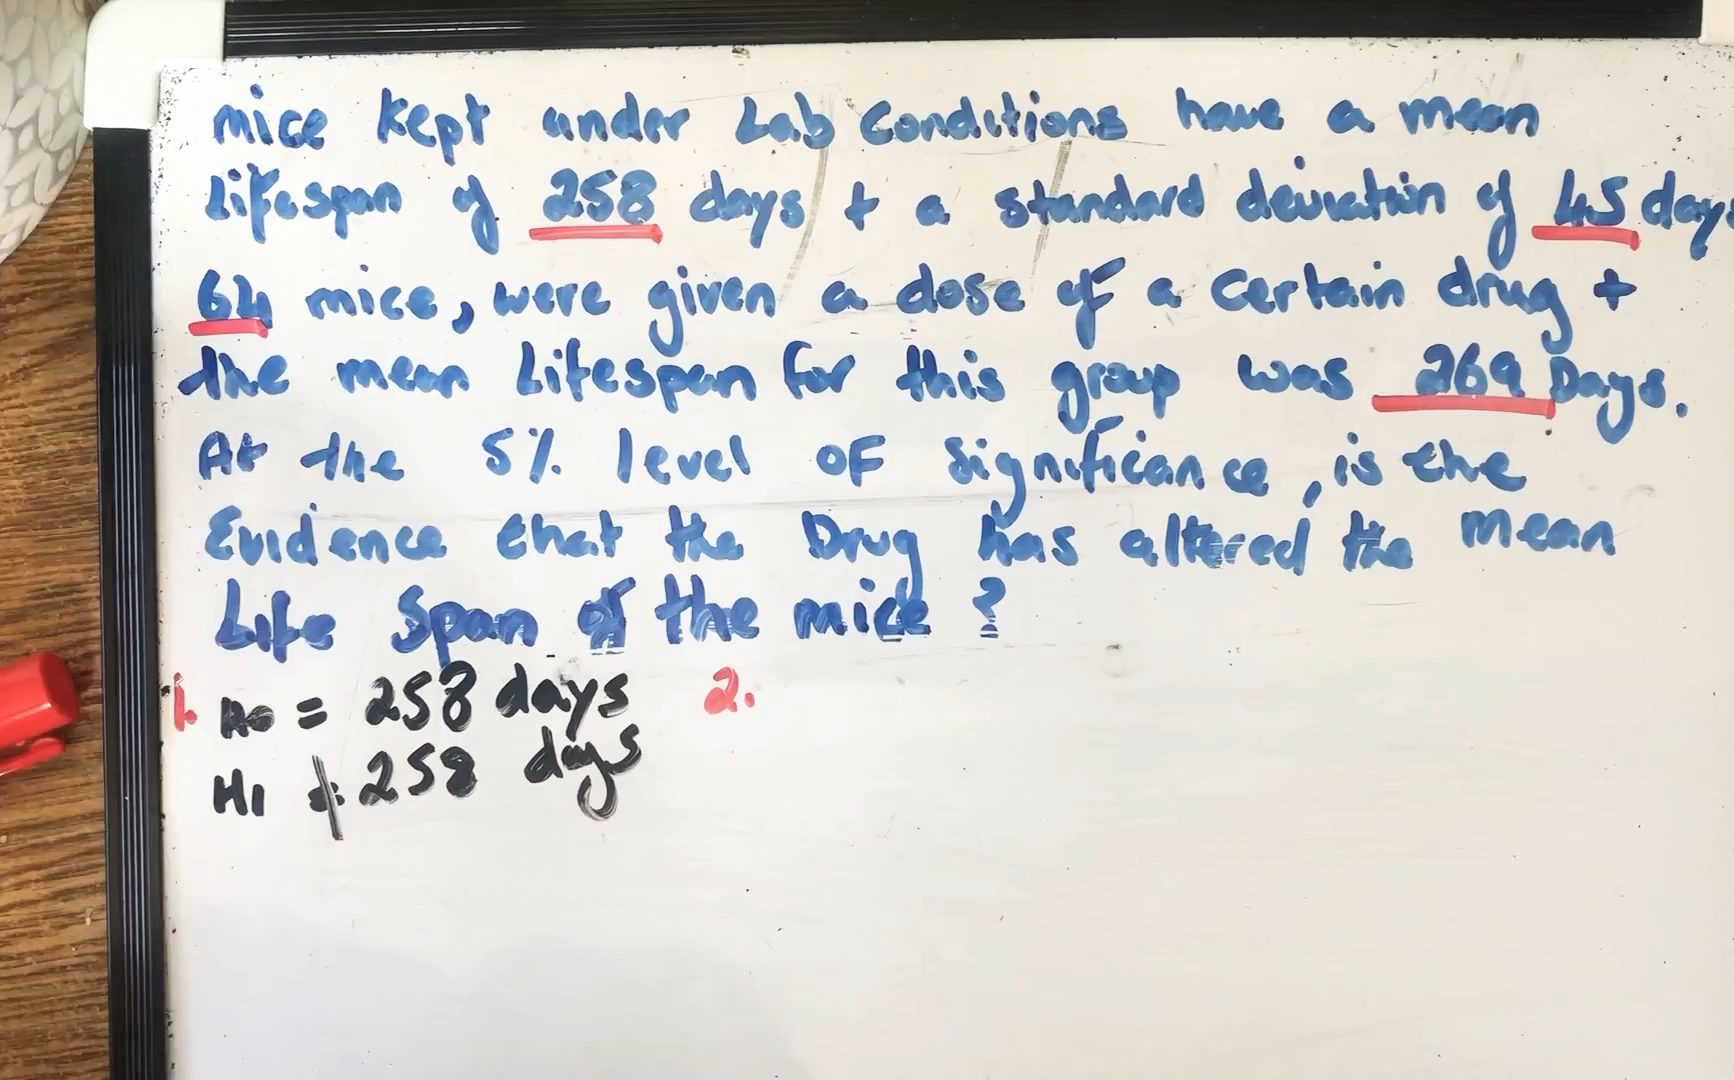 mice kept under Lab conditions have a mean
Lifespan of 258 days + a standard deviation of 45 days
64 mice, were given a dose of a certain drug +
the mean Lifespan for this group was 269 Days.
At the 5% level OF significance, is the
Evidence that the Drug has altered the mean
Life Span of the mice ?
1. H0 = 258 days 2.
H1 ≠ 258 days